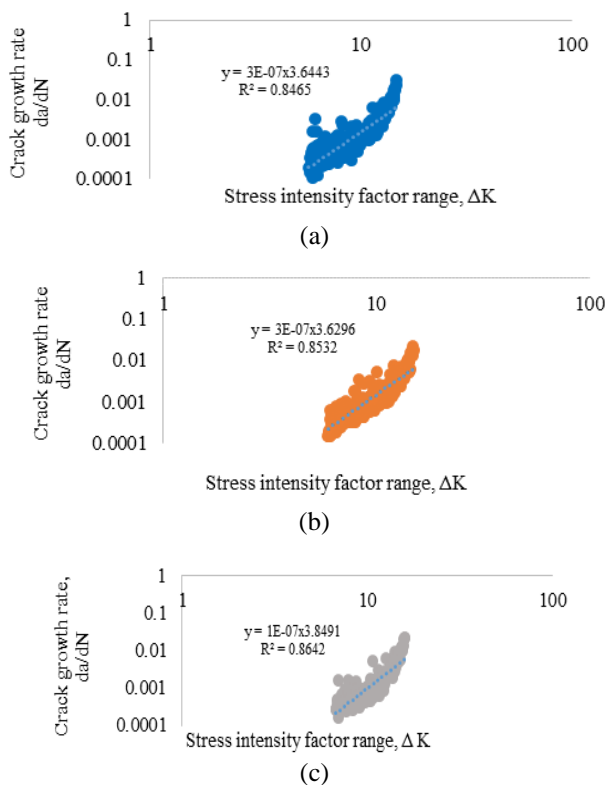 1
1
10
100
0.1
0.01
0.001
0.0001
Crack growth rate
da/dN
y = 3E-07x3.6443
R² = 0.8465
Stress intensity factor range, ΔK
(a)
1
1
10
100
0.1
0.01
0.001
0.0001
Crack growth rate
da/dN
y = 3E-07x3.6296
R² = 0.8532
Stress intensity factor range, ΔK
(b)
1
1
10
100
0.1
0.01
0.001
0.0001
Crack growth rate,
da/dN
y = 1E-07x3.8491
R² = 0.8642
Stress intensity factor range, Δ K
(c)